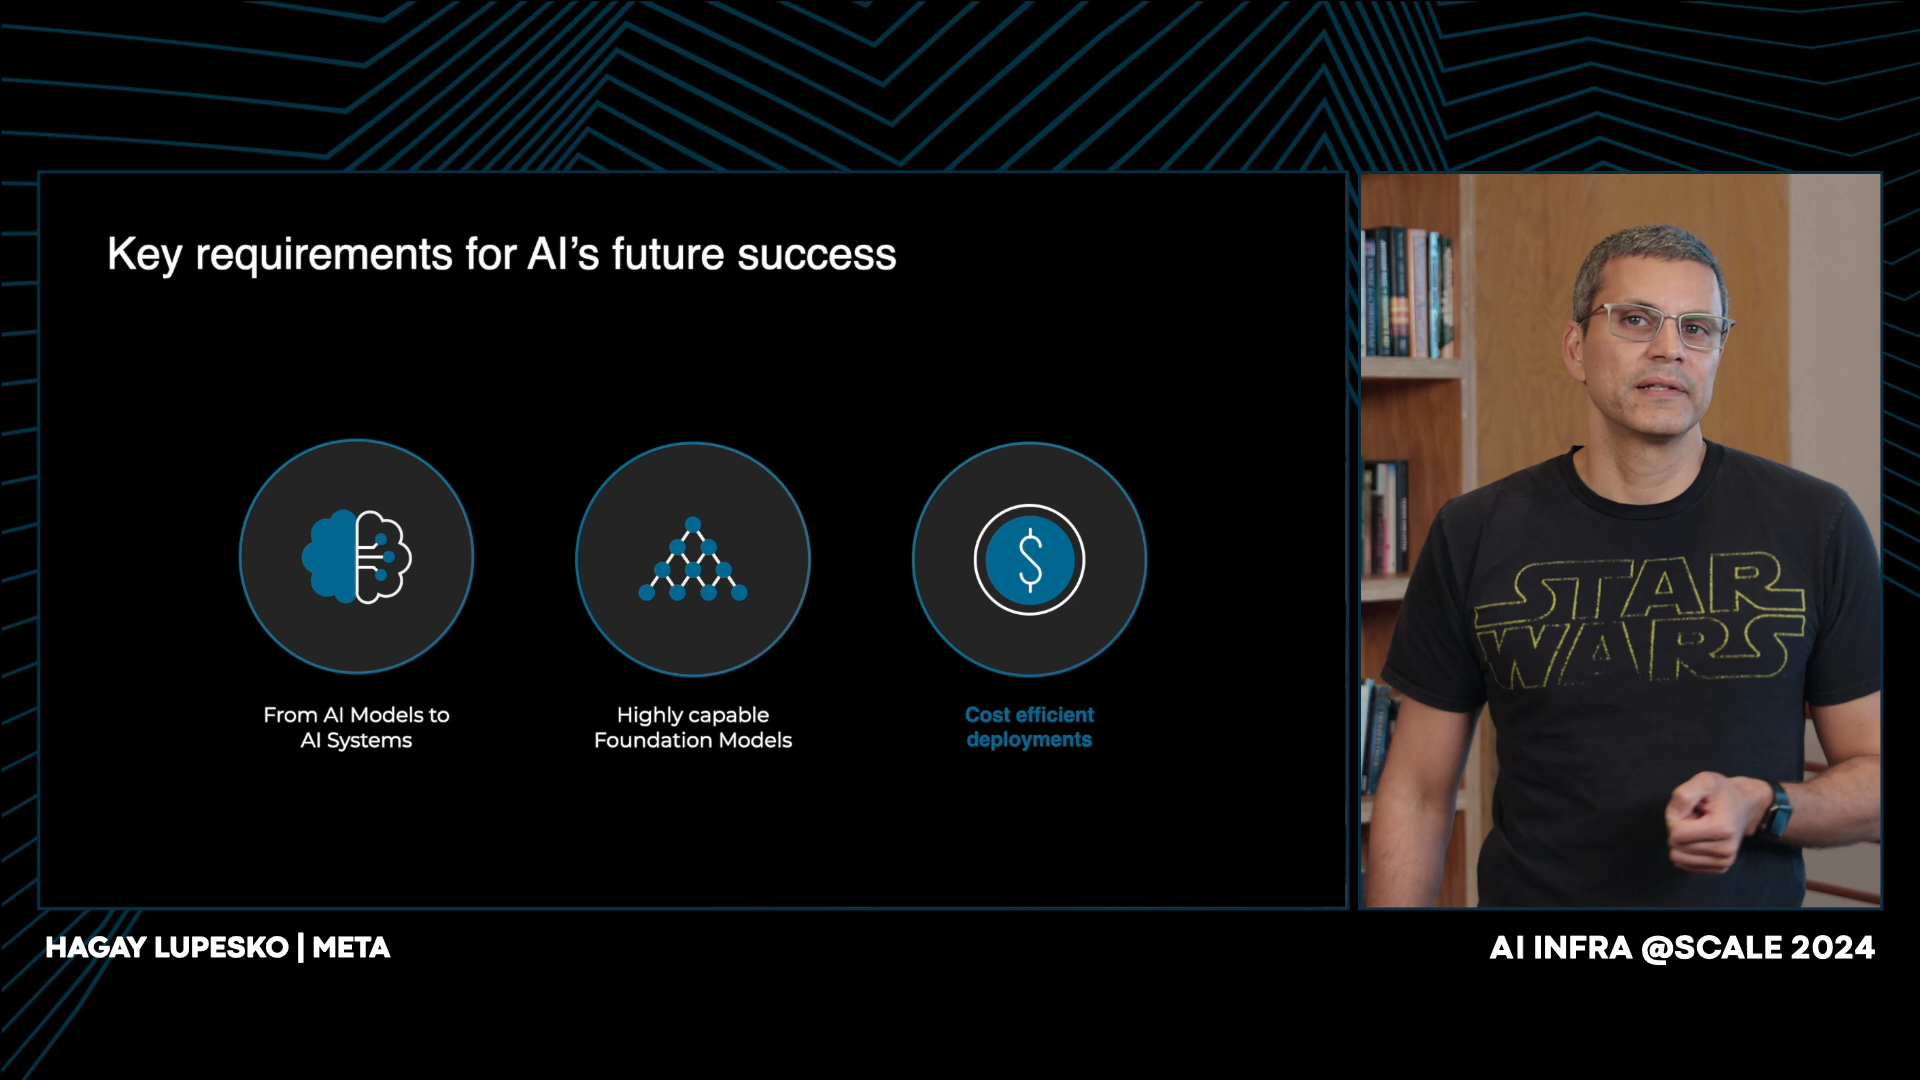 Key requirements for AI’s future success
From AI Models to
AI Systems
Highly capable
Foundation Models
$
Cost efficient
deployments
STAR
WARS
HAGAY LUPESKO | META
AI INFRA @SCALE 2024